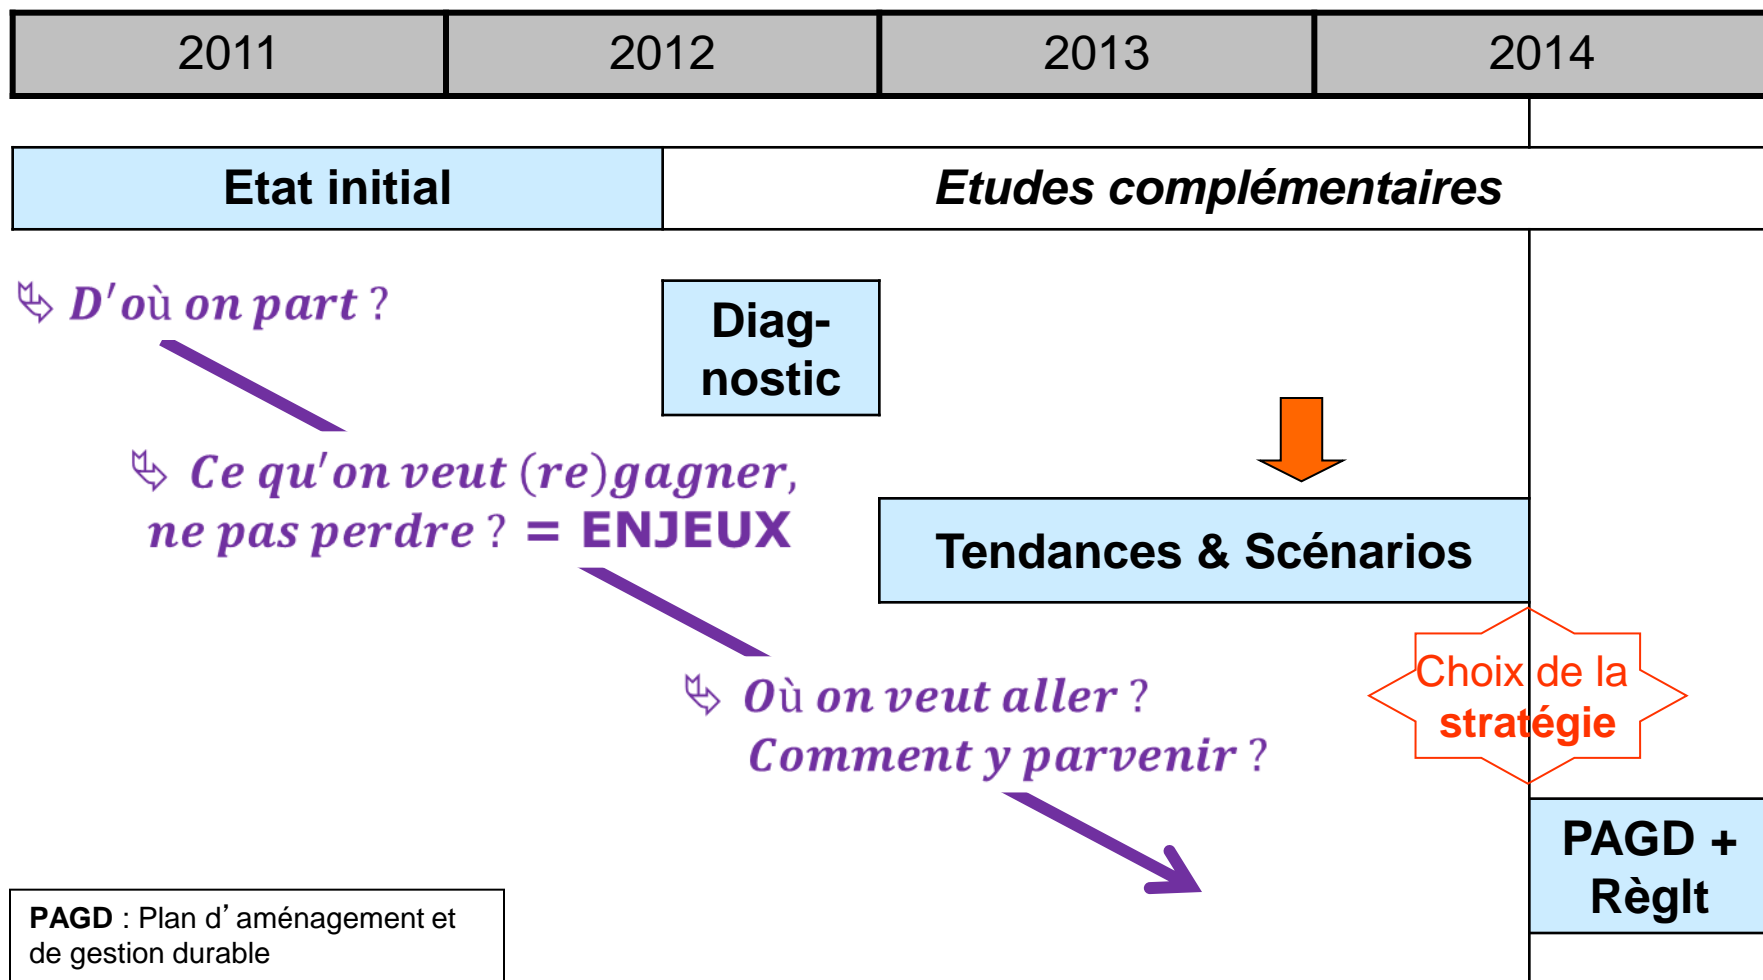 2011 2012 2013 2014
Etat initial Etudes complémentaires
D'où on part ?
Diag-
nostic
Ce qu'on veut (re)gagner,
ne pas perdre ? = ENJEUX
Tendances & Scénarios
Où on veut aller ?
Comment y parvenir ?
Choix de la
stratégie
PAGD +
Règlt
PAGD : Plan d’aménagement et
de gestion durable